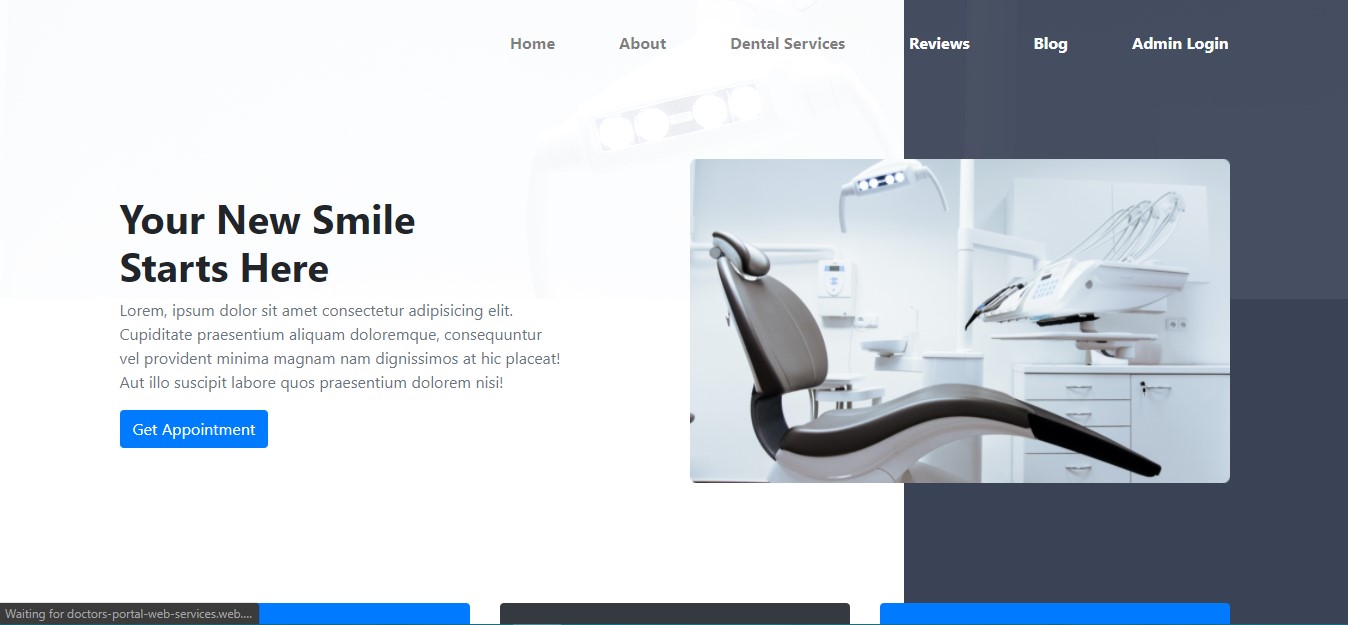 Home About Dental Services Reviews Blog Admin Login
Your New Smile
Starts Here
Lorem, ipsum dolor sit amet consectetur adipisicing elit.
Cupiditate praesentium aliquam doloremque, consequuntur
vel provident minima magnam nam dignissimos at hic placeat!
Aut illo suscipit labore quos praesentium dolorem nisi!
Get Appointment
Waiting for doctors-portal-web-services.web....